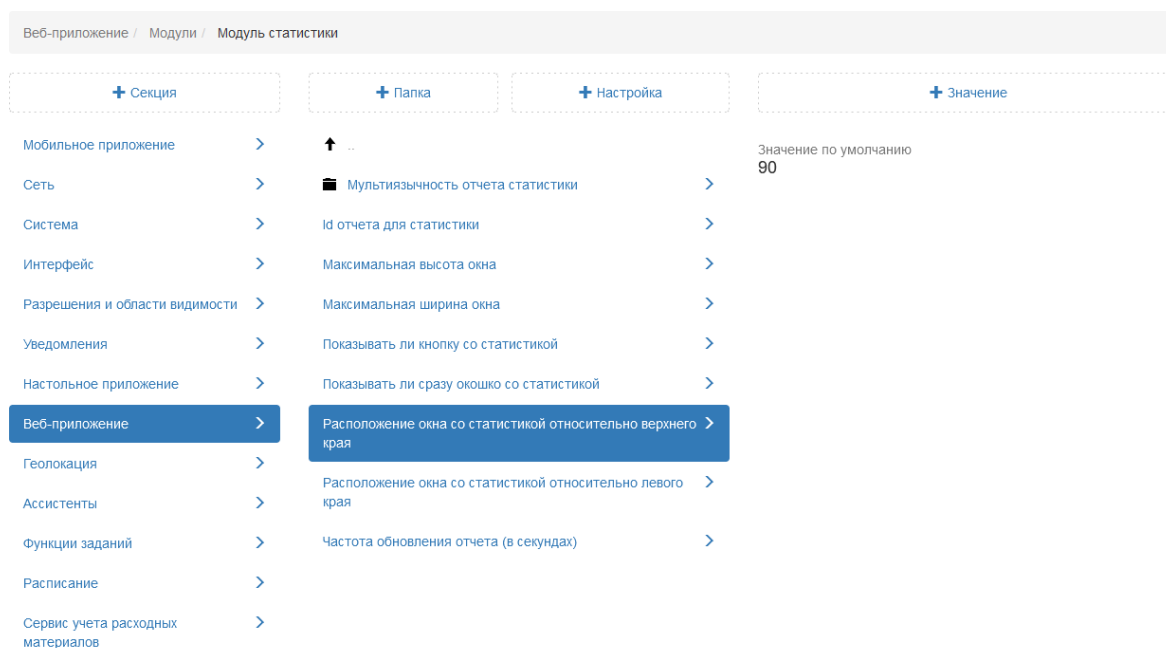 Веб-приложение / Модули / Модуль статистики
+ Секция
+ Папка
+ Настройка
+ Значение
Мобильное приложение
Сеть
Система
Интерфейс
Разрешения и области видимости
Уведомления
Настольное приложение
Веб-приложение
Геолокация
Ассистенты
Функции заданий
Расписание
Сервис учета расходных
материалов
..
Мультиязычность отчета статистики
Id отчета для статистики
Максимальная высота окна
Максимальная ширина окна
Показывать ли кнопку со статистикой
Показывать ли сразу окошко со статистикой
Расположение окна со статистикой относительно верхнего
края
Расположение окна со статистикой относительно левого
края
Частота обновления отчета (в секундах)
Значение по умолчанию
90